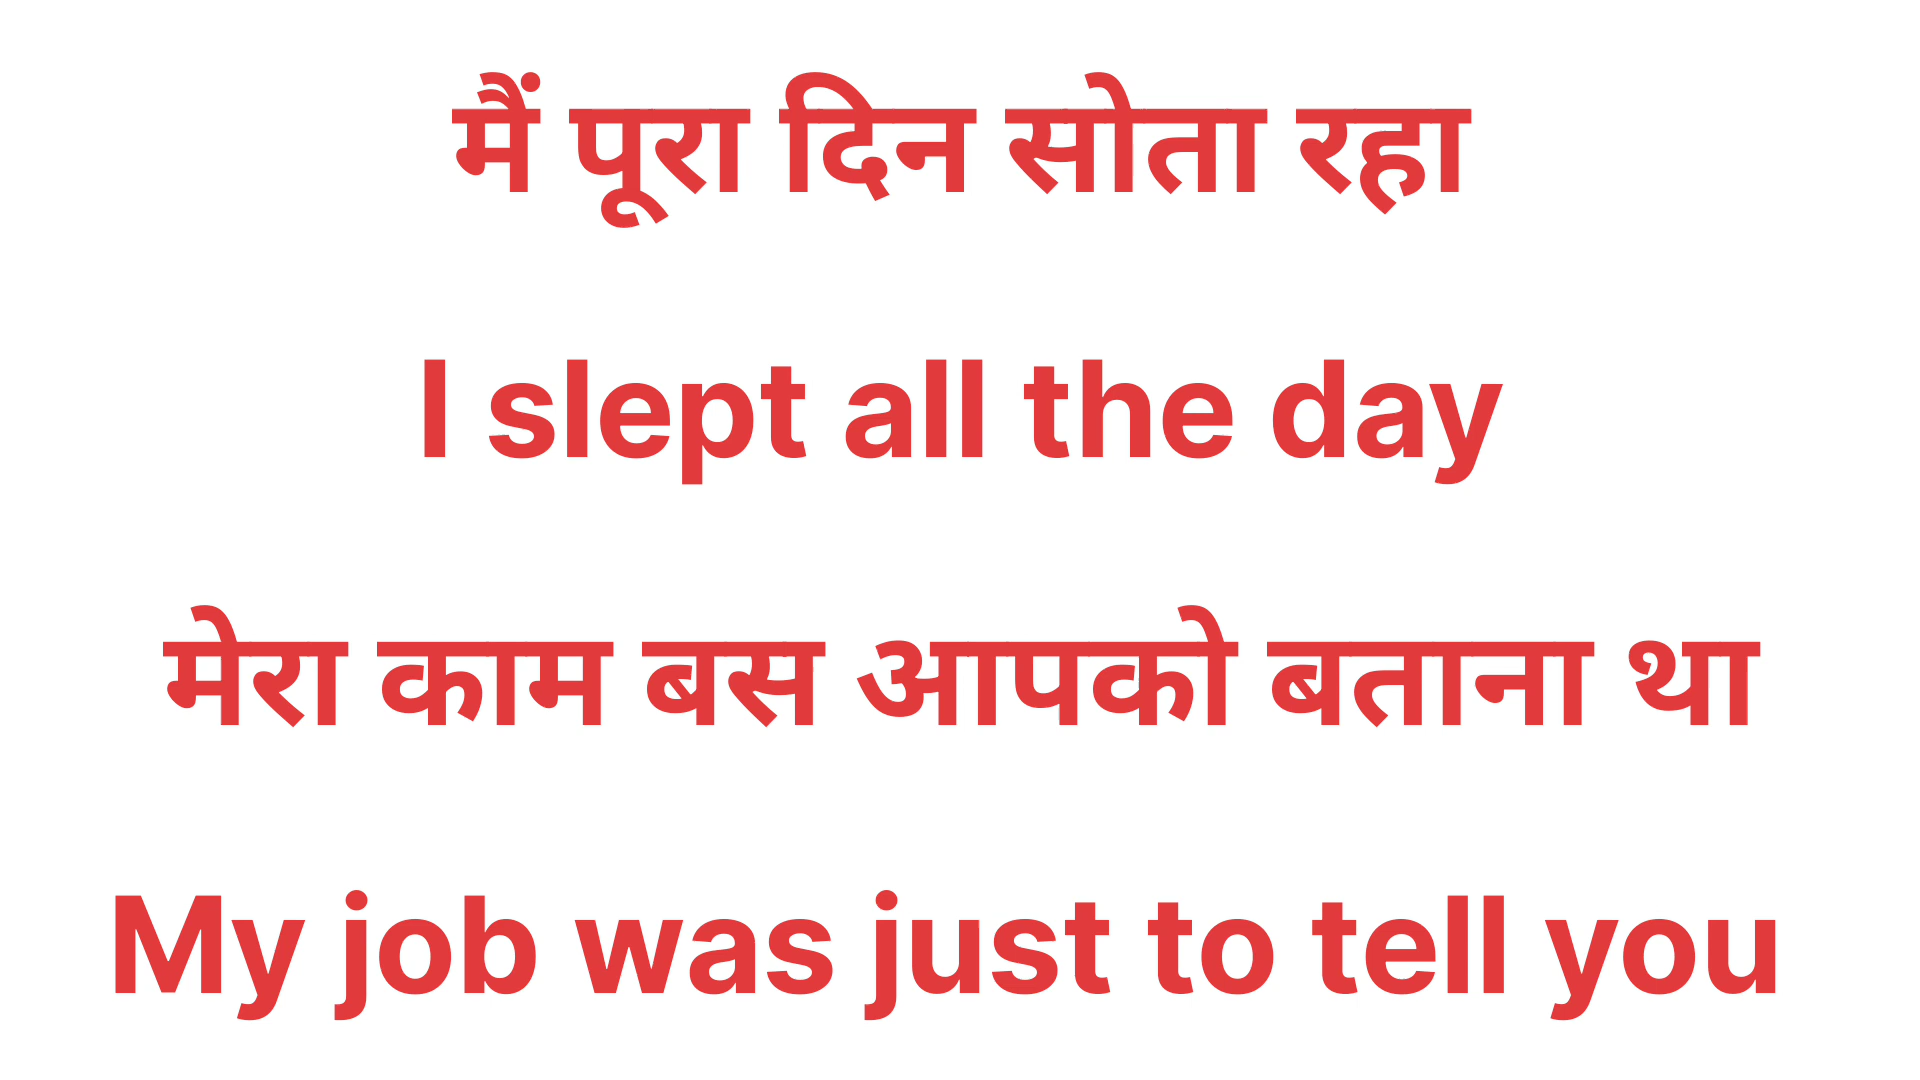 मैं पूरा दिन सोता रहा
I slept all the day
मेरा काम बस आपको बताना था
My job was just to tell you